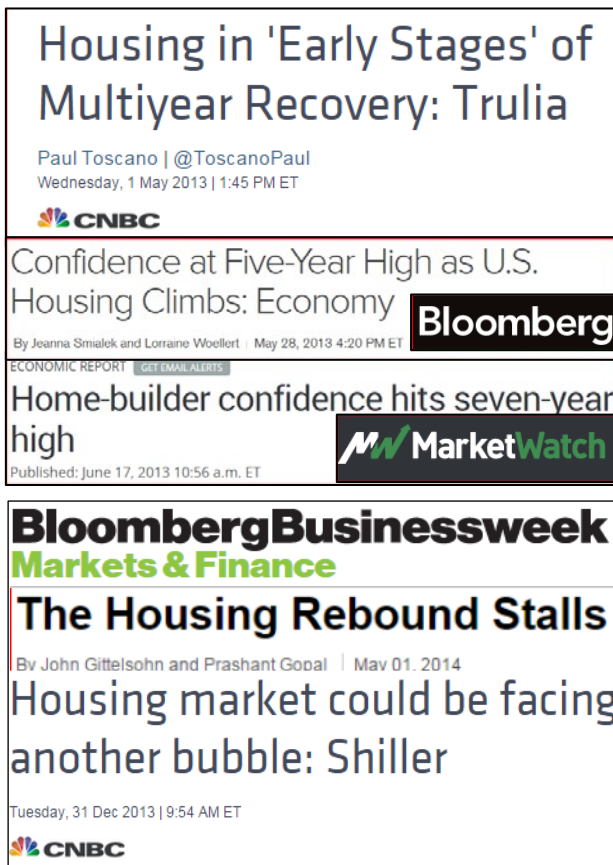 Housing in 'Early Stages' of
Multiyear Recovery: Trulia
Paul Toscano | @ToscanoPaul
Wednesday, 1 May 2013 | 1:45 PM ET
CNBC
Confidence at Five-Year High as U.S.
Housing Climbs: Economy
Bloomberg
By Jeanna Smialek and Lorraine Woellert | May 28, 2013 4:20 PM ET
ECONOMIC REPORT GET EMAIL ALERTS
Home-builder confidence hits seven-year
high
MarketWatch
Published: June 17, 2013 10:56 a.m. ET
BloombergBusinessweek
Markets & Finance
The Housing Rebound Stalls
By John Gittelsohn and Prashant Gopal | May 01, 2014
Housing market could be facing
another bubble: Shiller
Tuesday, 31 Dec 2013 | 9:54 AM ET
CNBC